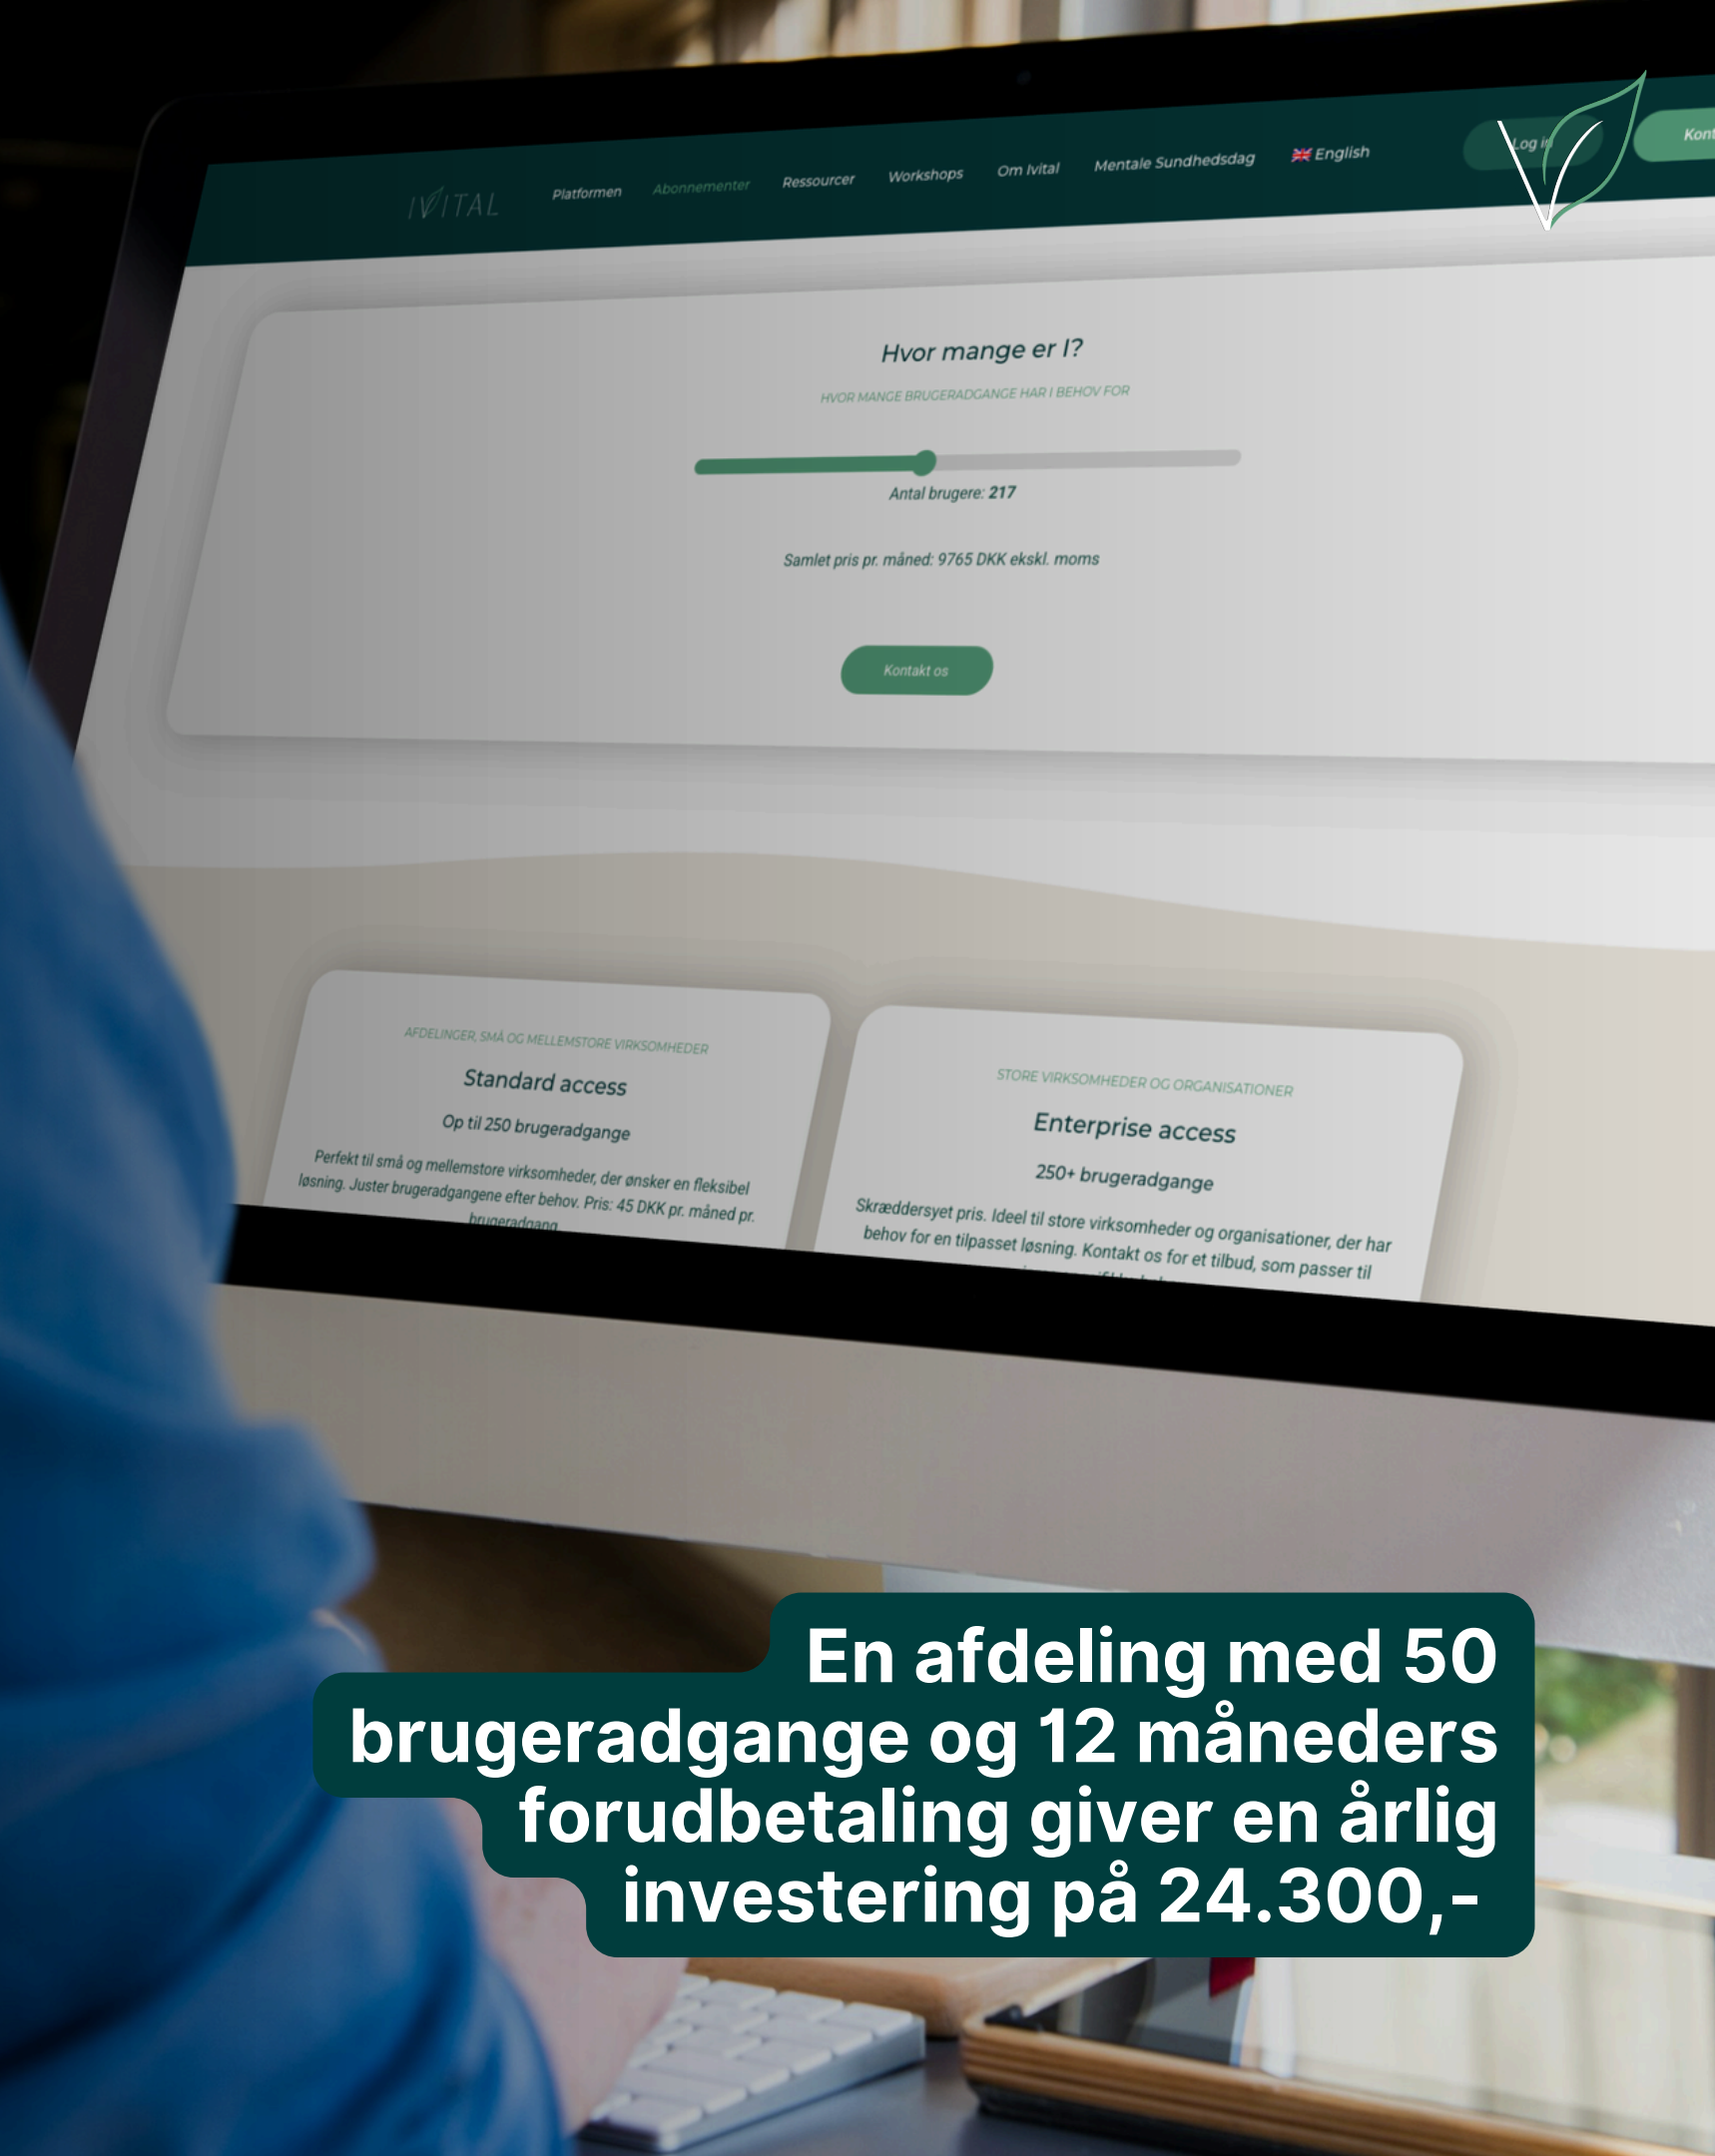 IVITAL Platformen Abonnementer Ressourcer Workshops Om Ivital Mentale Sundhedsdag English Log in
Hvor mange er I?
HVOR MANGE BRUGERADGANGE HAR I BEHOV FOR
Antal brugere: 217
Samlet pris pr. måned: 9765 DKK ekskl. moms
Kontakt os
AFDELINGER, SMÅ OG MELLEMSTORE VIRKSOMHEDER
Standard access
Op til 250 brugeradgange
Perfekt til små og mellemstore virksomheder, der ønsker en fleksibel
løsning. Juster brugeradgangene efter behov. Pris: 45 DKK pr. måned pr.
brugeradgang
STORE VIRKSOMHEDER OG ORGANISATIONER
Enterprise access
250+ brugeradgange
Skræddersyet pris. Ideel til store virksomheder og organisationer, der har
behov for en tilpasset løsning. Kontakt os for et tilbud, som passer til
En afdeling med 50
brugeradgange og 12 måneders
forudbetaling giver en årlig
investering på 24.300,-